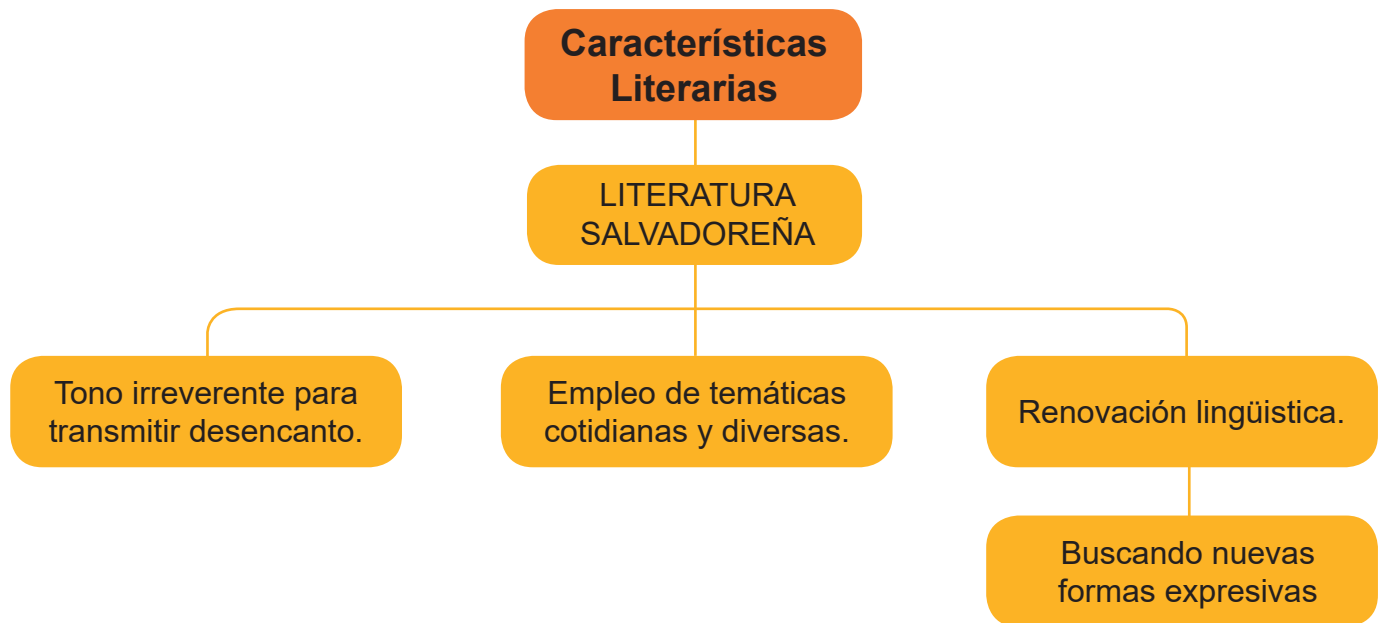 Características
Literarias
LITERATURA
SALVADOREÑA
Tono irreverente para
transmitir desencanto.
Empleo de temáticas
cotidianas y diversas.
Renovación lingüistica.
Buscando nuevas
formas expresivas